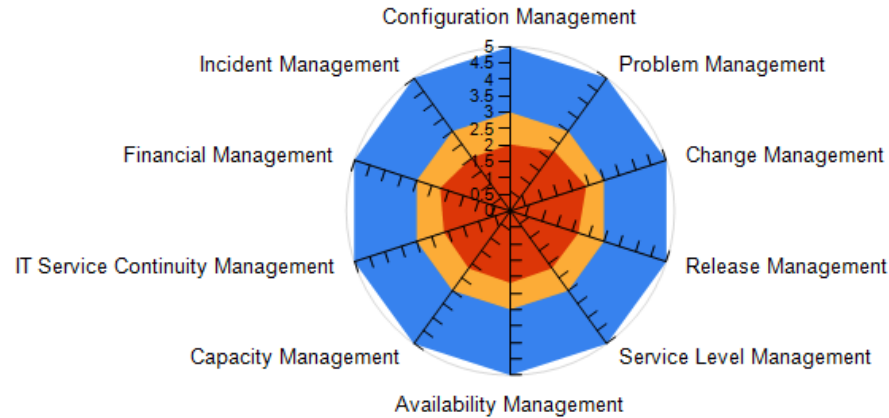 Configuration Management
Incident Management
Problem Management
Financial Management
Change Management
IT Service Continuity Management
Release Management
Capacity Management
Service Level Management
Availability Management
5
4.5
4
3.5
3
2.5
2
1.5
1
0.5
0